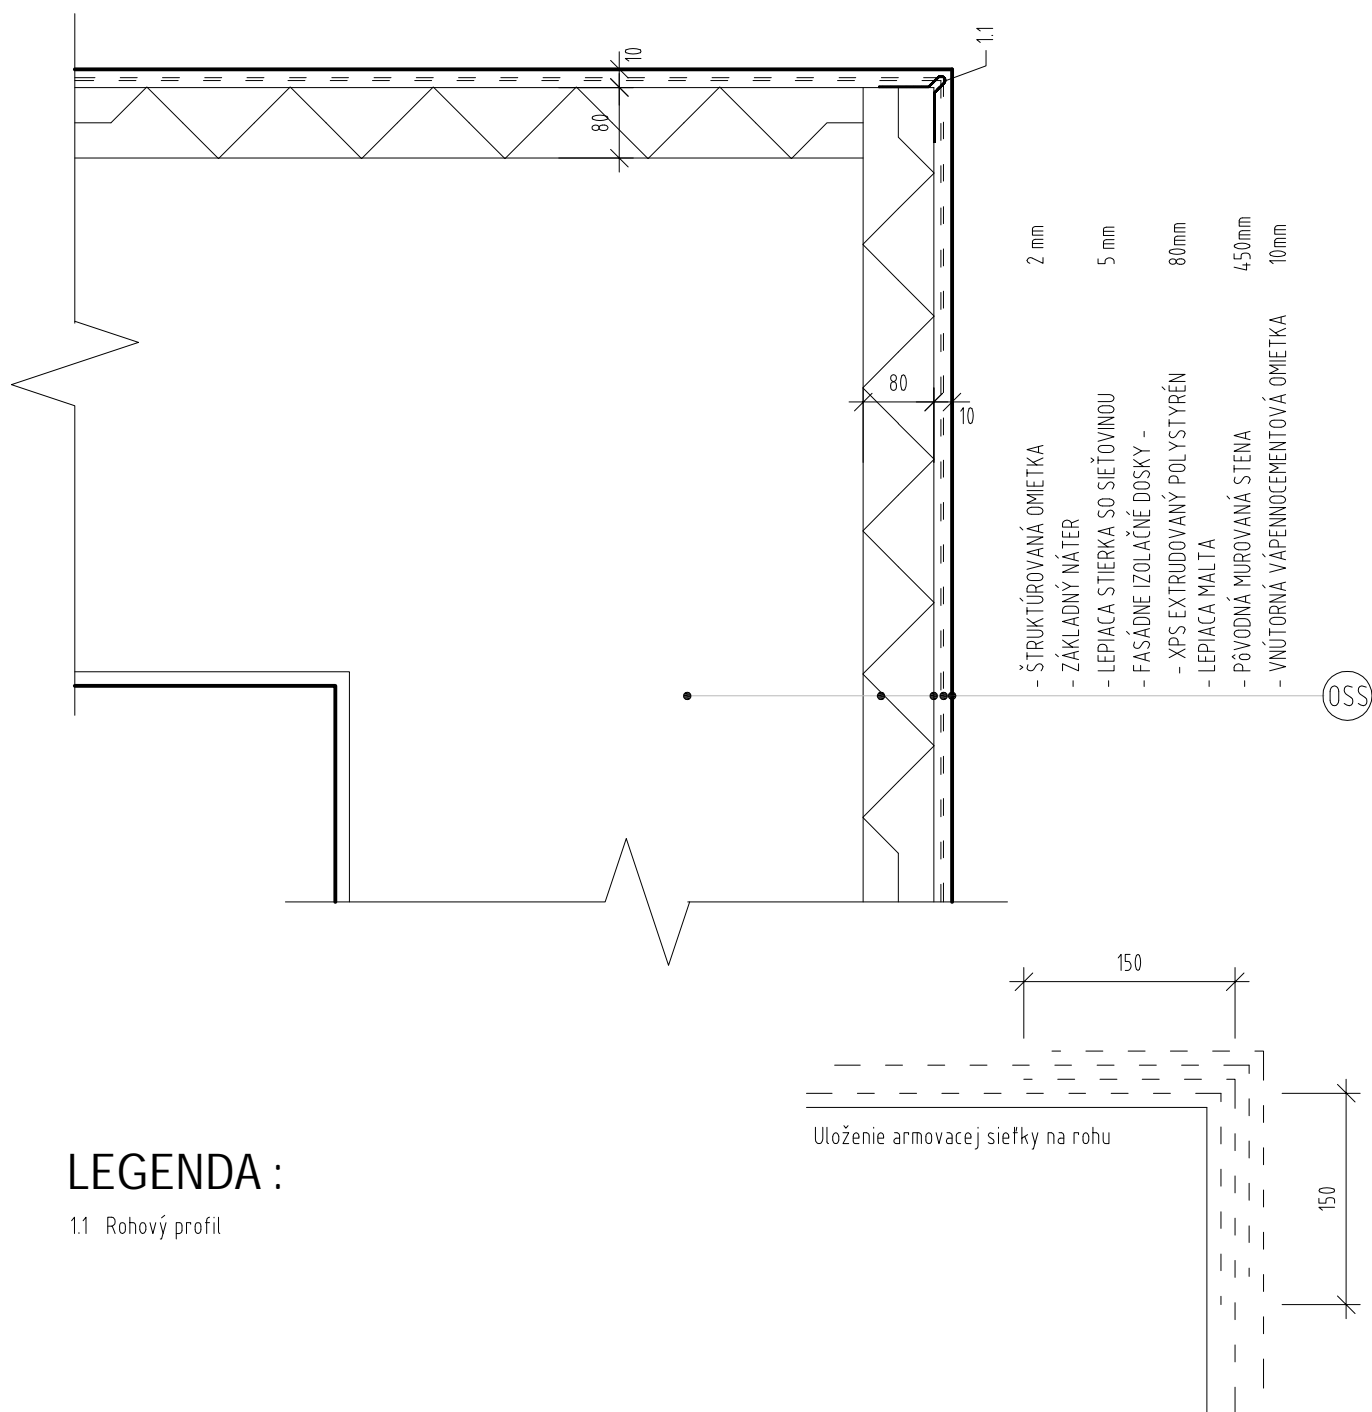 10
1.1
80
80
10
- ŠTRUKTÚROVANÁ OMIETKA 2 mm
- ZÁKLADNÝ NÁTER
- LEPIACA STIERKA SO SIEŤOVINOU 5 mm
- FASÁDNE IZOLAČNÉ DOSKY -
- XPS EXTRUDOVANÝ POLYSTYRÉN 80mm
- LEPIACA MALTA
- PôVODNÁ MUROVANÁ STENA 450mm
- VNÚTORNÁ VÁPENNOCEMENTOVÁ OMIETKA 10mm
OSS
150
Uloženie armovacej sieťky na rohu
150
LEGENDA :
1.1 Rohový profil